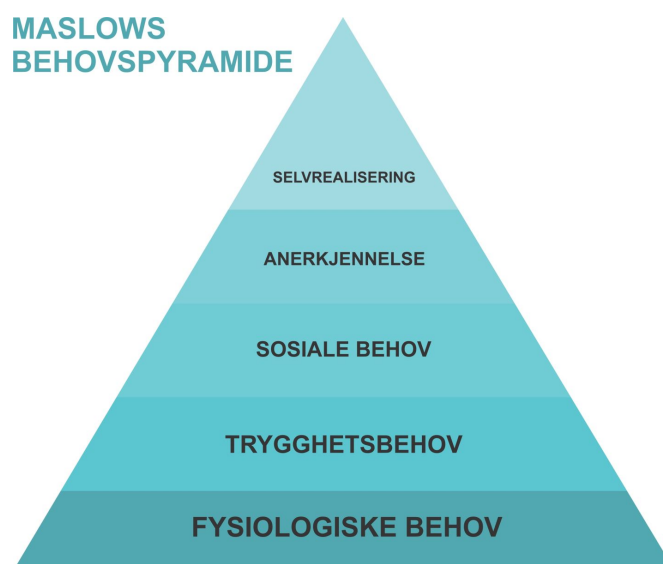 MASLOWS
BEHOVSPYRAMIDE
SELVREALISERING
ANERKJENNELSE
SOSIALE BEHOV
TRYGGHETSBEHOV
FYSIOLOGISKE BEHOV